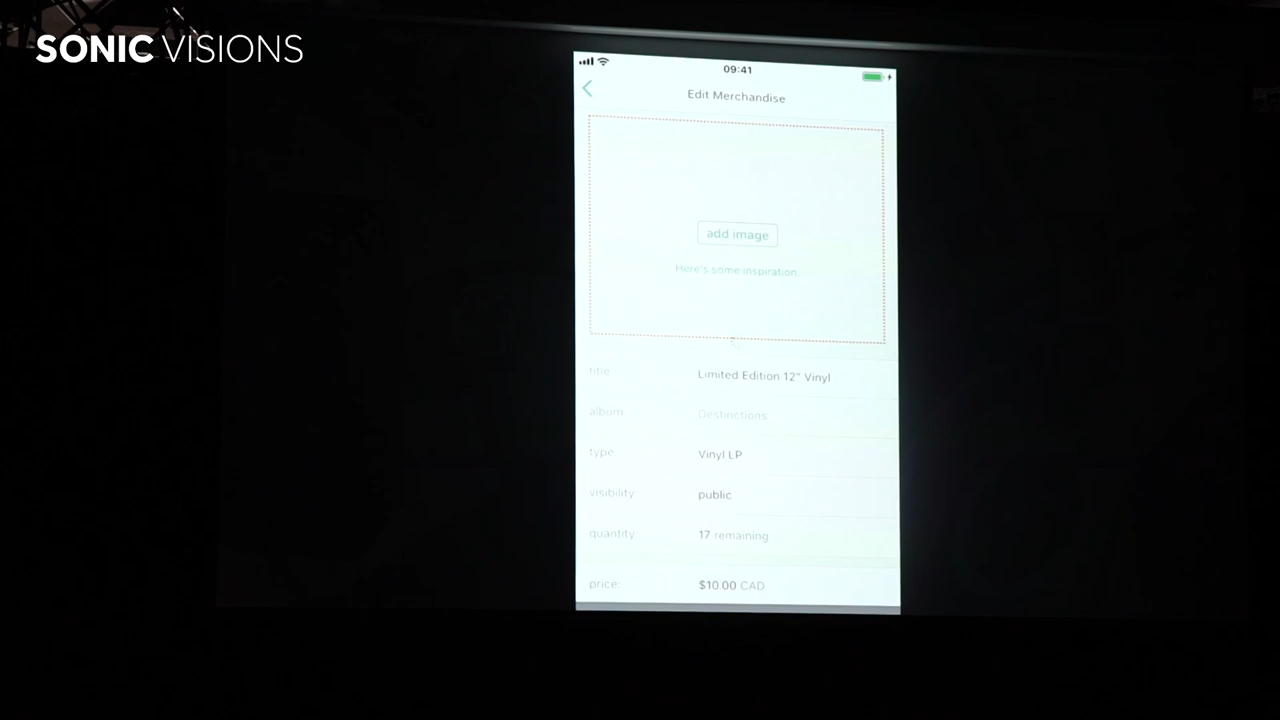 SONIC VISIONS
09:41
Edit Merchandise
add image
Here's some inspiration.
title: Limited Edition 12" Vinyl
album: Destinctions
type: Vinyl LP
visibility: public
quantity: 17 remaining
price: $10.00 CAD